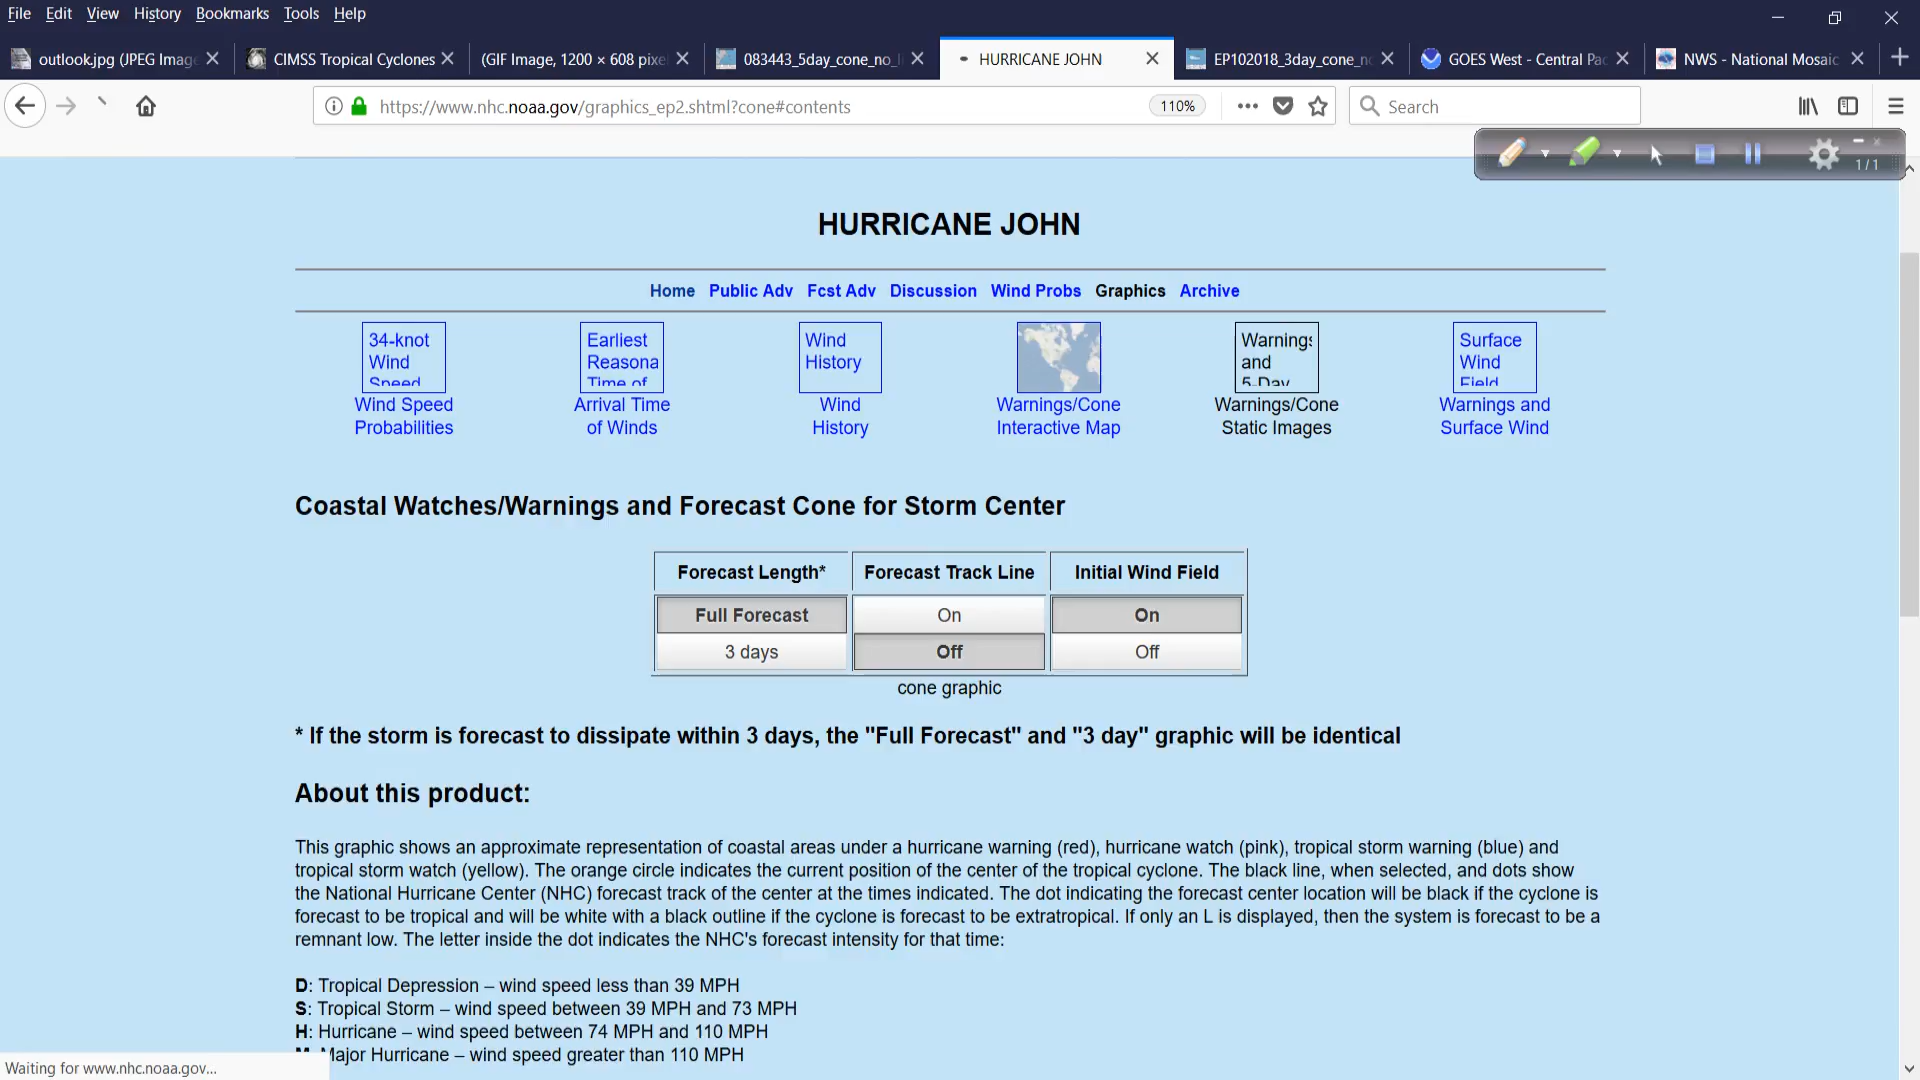 File Edit View History Bookmarks Tools Help
outlook.jpg (JPEG Imag
CIMSS Tropical Cyclones
(GIF Image, 1200 × 608 pixe
083443_5day_cone_no_l
HURRICANE JOHN
EP102018_3day_cone_no
GOES West - Central Pac
NWS - National Mosaic
https://www.nhc.noaa.gov/graphics_ep2.shtml?cone#contents
110%
Search
1/1
HURRICANE JOHN
Home Public Adv Fcst Adv Discussion Wind Probs Graphics Archive
34-knot
Wind
Speed
Wind Speed
Probabilities
Earliest
Reasona
Time of
Arrival Time
of Winds
Wind
History
Wind
History
Warnings/Cone
Interactive Map
Warnings
and
5-Day
Warnings/Cone
Static Images
Surface
Wind
Field
Warnings and
Surface Wind
Coastal Watches/Warnings and Forecast Cone for Storm Center
Forecast Length* Forecast Track Line Initial Wind Field
Full Forecast On On
3 days Off Off
cone graphic
* If the storm is forecast to dissipate within 3 days, the "Full Forecast" and "3 day" graphic will be identical
About this product:
This graphic shows an approximate representation of coastal areas under a hurricane warning (red), hurricane watch (pink), tropical storm warning (blue) and
tropical storm watch (yellow). The orange circle indicates the current position of the center of the tropical cyclone. The black line, when selected, and dots show
the National Hurricane Center (NHC) forecast track of the center at the times indicated. The dot indicating the forecast center location will be black if the cyclone is
forecast to be tropical and will be white with a black outline if the cyclone is forecast to be extratropical. If only an L is displayed, then the system is forecast to be a
remnant low. The letter inside the dot indicates the NHC's forecast intensity for that time:
D: Tropical Depression – wind speed less than 39 MPH
S: Tropical Storm – wind speed between 39 MPH and 73 MPH
H: Hurricane – wind speed between 74 MPH and 110 MPH
M: Major Hurricane – wind speed greater than 110 MPH
Waiting for www.nhc.noaa.gov...